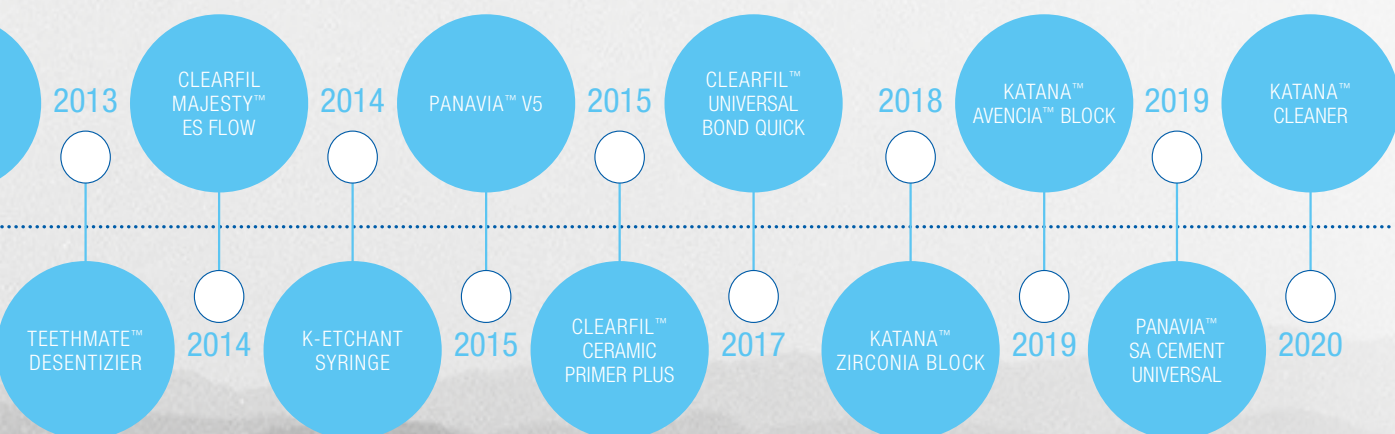 2013
TEETHMATE™
DESENTIZIER
CLEARFIL
MAJESTY™
ES FLOW
2014
2014
K-ETCHANT
SYRINGE
PANAVIA™ V5
2015
2015
CLEARFIL™
CERAMIC
PRIMER PLUS
CLEARFIL™
UNIVERSAL
BOND QUICK
2017
2018
KATANA™
ZIRCONIA BLOCK
KATANA™
AVENCIA™ BLOCK
2019
2019
PANAVIA™
SA CEMENT
UNIVERSAL
KATANA™
CLEANER
2020